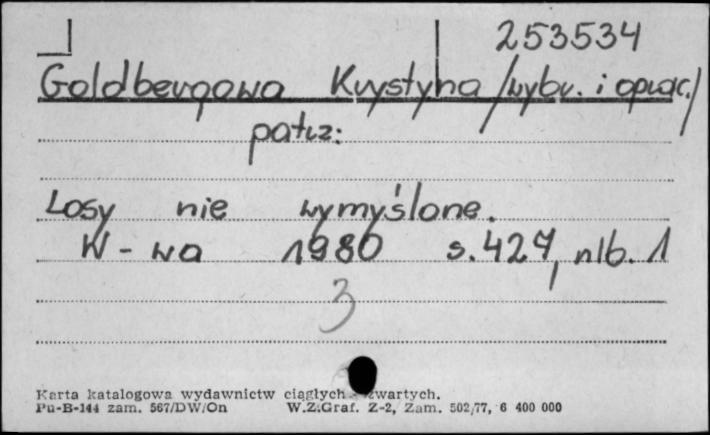 253534
Goldbergowa Krystyna /wybr. i oprac./
patrz:
Losy nie wymyślone.
W-wa 1980 s. 427, nlb. 1
3
Karta katalogowa wydawnictw ciągłych zwartych.
Pu-B-144 zam. 567/DW/On W.Z.Graf. Z-2, Zam. 502/77, 6 400 000